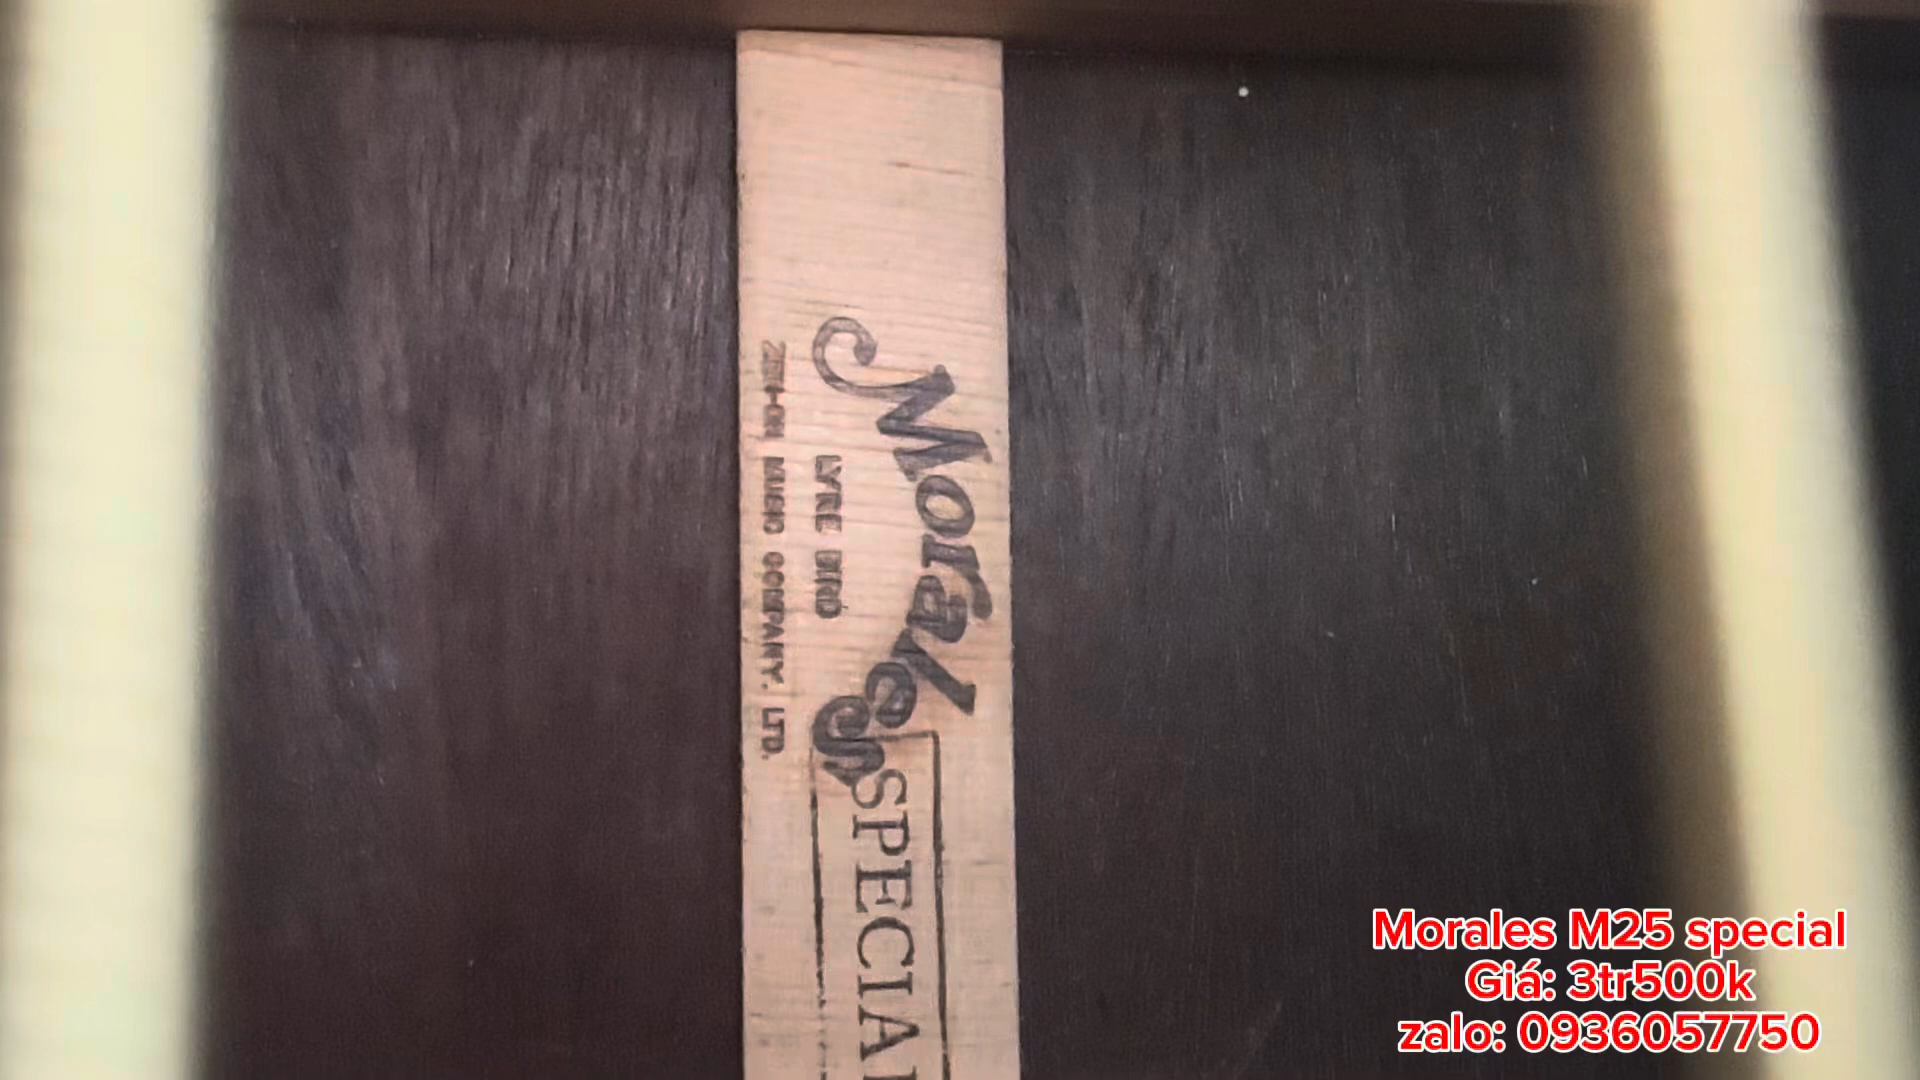 Morales
LYRE BIRD
ZEN-ON MUSIC COMPANY. LTD.
SPECIAL
Morales M25 special
Giá: 3tr500k
zalo: 0936057750